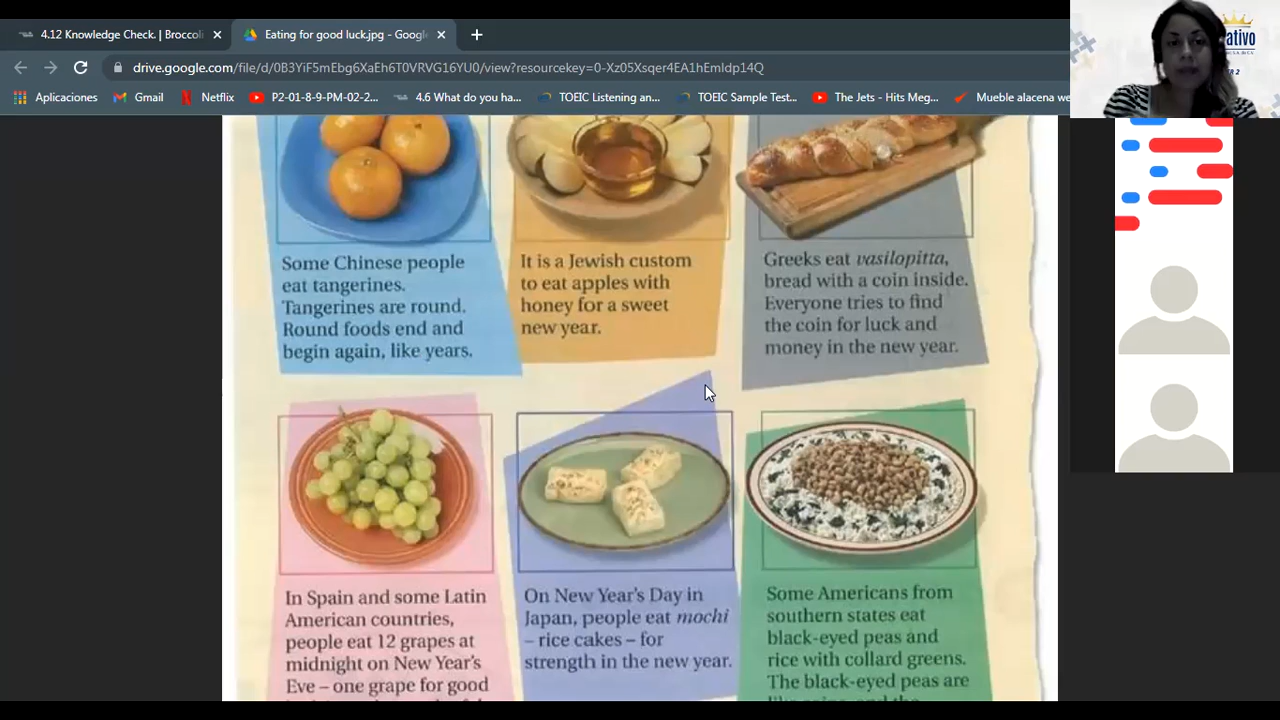 4.12 Knowledge Check. | Broccoli
Eating for good luck.jpg - Google
drive.google.com/file/d/0B3YiF5mEbg6XaEh6T0VRVG16YU0/view?resourcekey=0-Xz05Xsqer4EA1hEmIdp14Q
Aplicaciones
Gmail
Netflix
P2-01-8-9-PM-02-2...
4.6 What do you ha...
TOEIC Listening an...
TOEIC Sample Test...
The Jets - Hits Meg...
Mueble alacena we
ativo
Some Chinese people
eat tangerines.
Tangerines are round.
Round foods end and
begin again, like years.
It is a Jewish custom
to eat apples with
honey for a sweet
new year.
Greeks eat vasilopitta,
bread with a coin inside.
Everyone tries to find
the coin for luck and
money in the new year.
In Spain and some Latin
American countries,
people eat 12 grapes at
midnight on New Year's
Eve – one grape for good
On New Year's Day in
Japan, people eat mochi
– rice cakes – for
strength in the new year.
Some Americans from
southern states eat
black-eyed peas and
rice with collard greens.
The black-eyed peas are